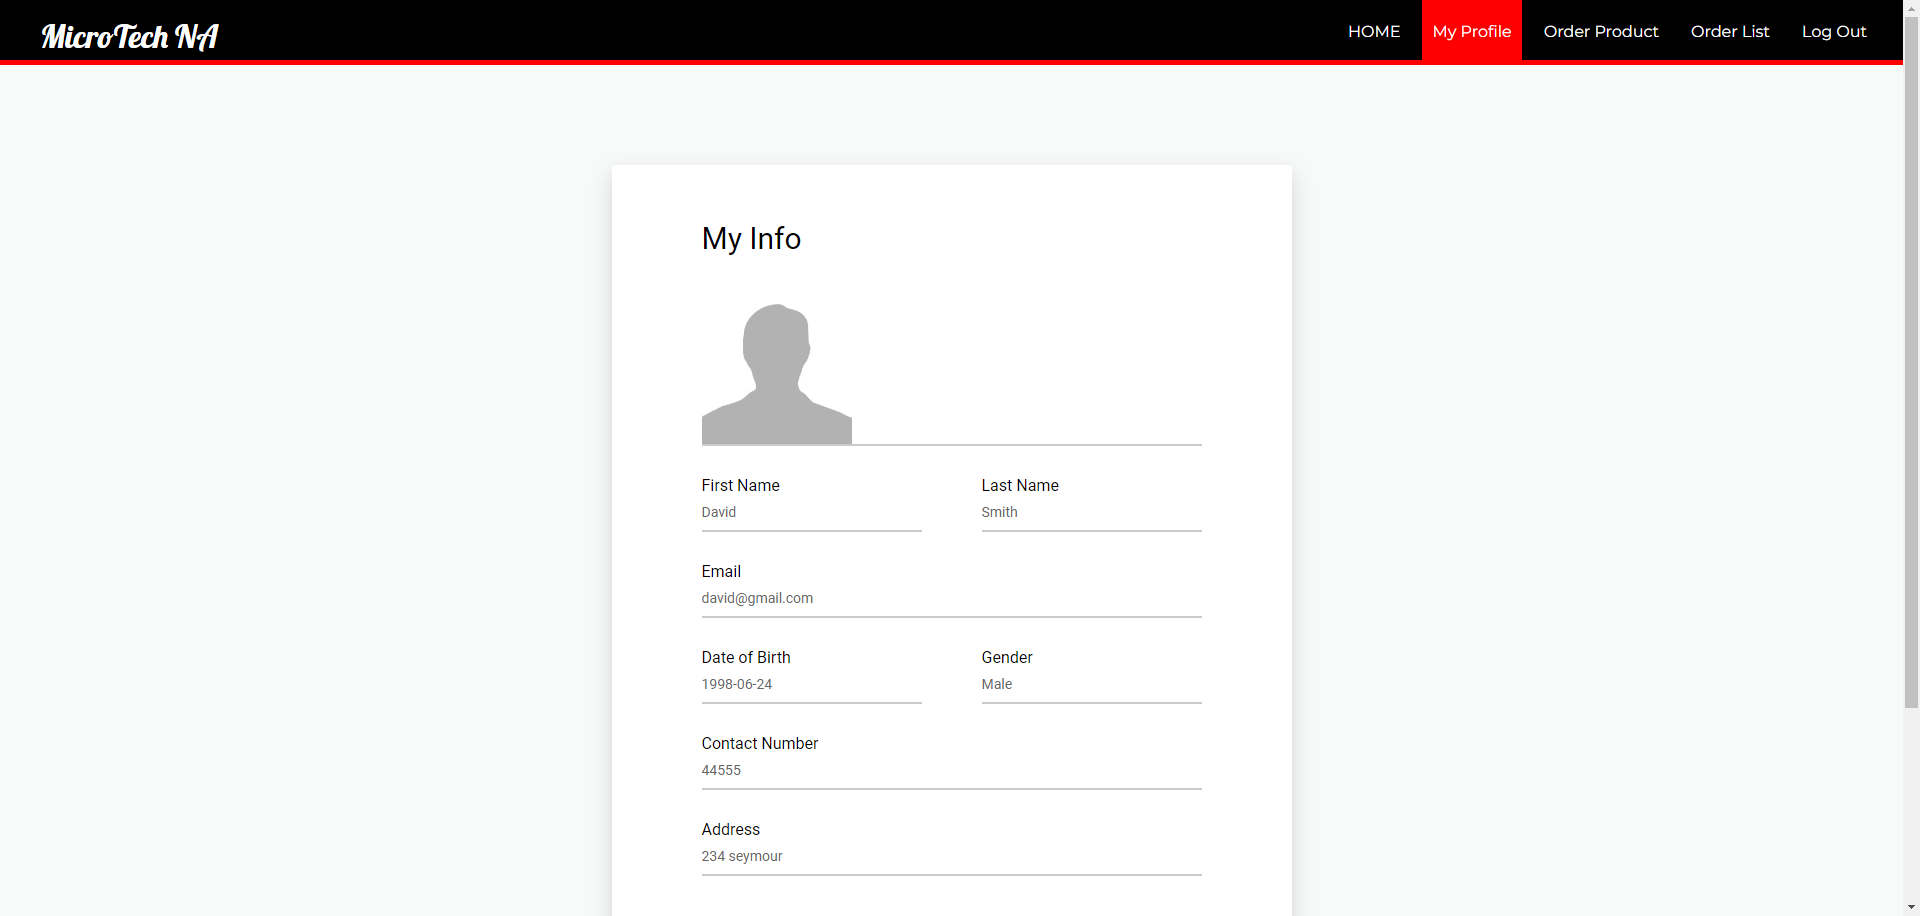 MicroTech NA
HOME My Profile Order Product Order List Log Out
My Info
First Name Last Name
David Smith
Email
david@gmail.com
Date of Birth Gender
1998-06-24 Male
Contact Number
44555
Address
234 seymour